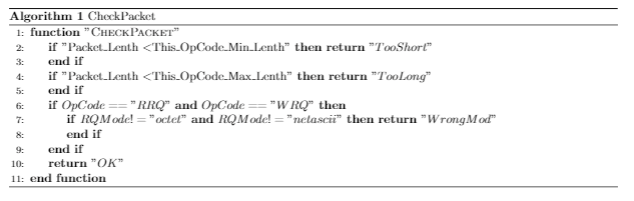 Algorithm 1 CheckPacket
1: function "CHECKPACKET"
2: if "Packet_Lenth <This_OpCode_Min_Lenth" then return "TooShort"
3: end if
4: if "Packet_Lenth <This_OpCode_Max_Lenth" then return "TooLong"
5: end if
6: if OpCode == "RRQ" and OpCode == "WRQ" then
7: if RQMode! = "octet" and RQMode! = "netascii" then return "WrongMod"
8: end if
9: end if
10: return "OK"
11: end function